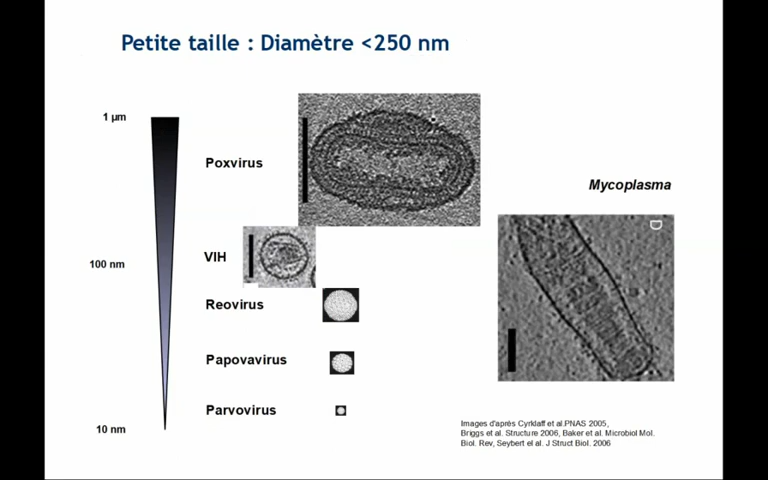 Petite taille : Diamètre <250 nm
1 µm
Poxvirus
Mycoplasma
D
VIH
100 nm
Reovirus
Papovavirus
Parvovirus
10 nm
Images d'aprés Cyrklaff et al.PNAS 2005,
Briggs et al. Structure 2006, Baker et al. Microbiol Mol.
Biol. Rev, Seybert el al. J Struct Biol. 2006